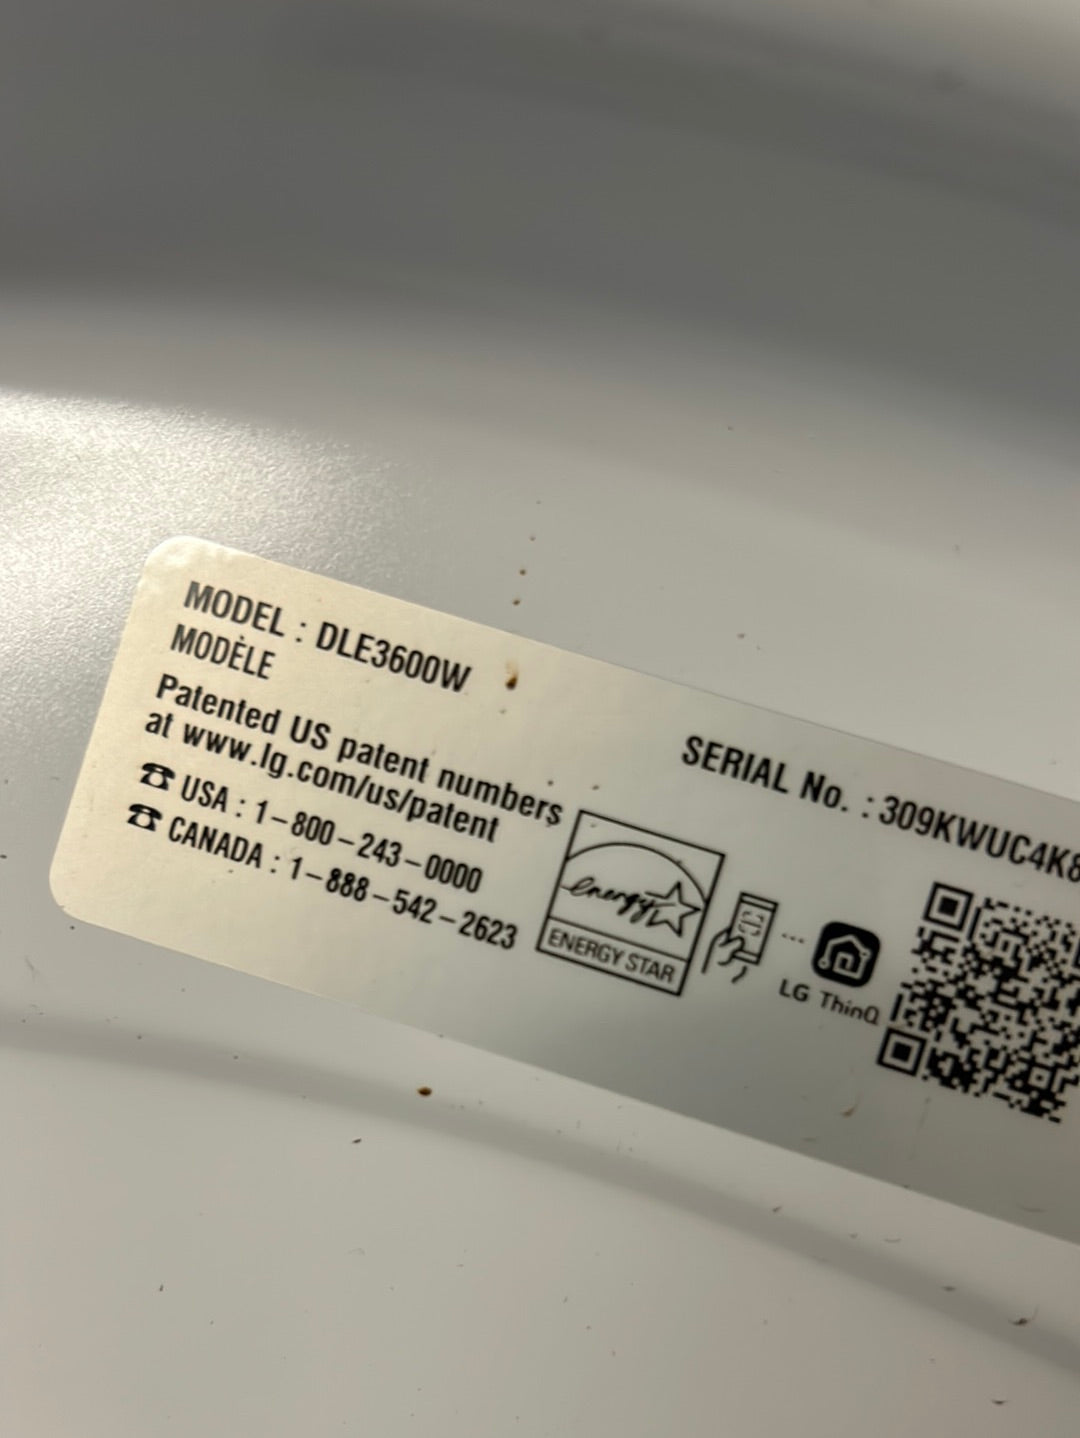 MODEL : DLE3600W
MODÈLE
Patented US patent numbers
at www.lg.com/us/patent
☎ USA : 1-800-243-0000
☎ CANADA : 1-888-542-2623
SERIAL No. : 309KWUC4K8
energy
ENERGY STAR
LG ThinQ